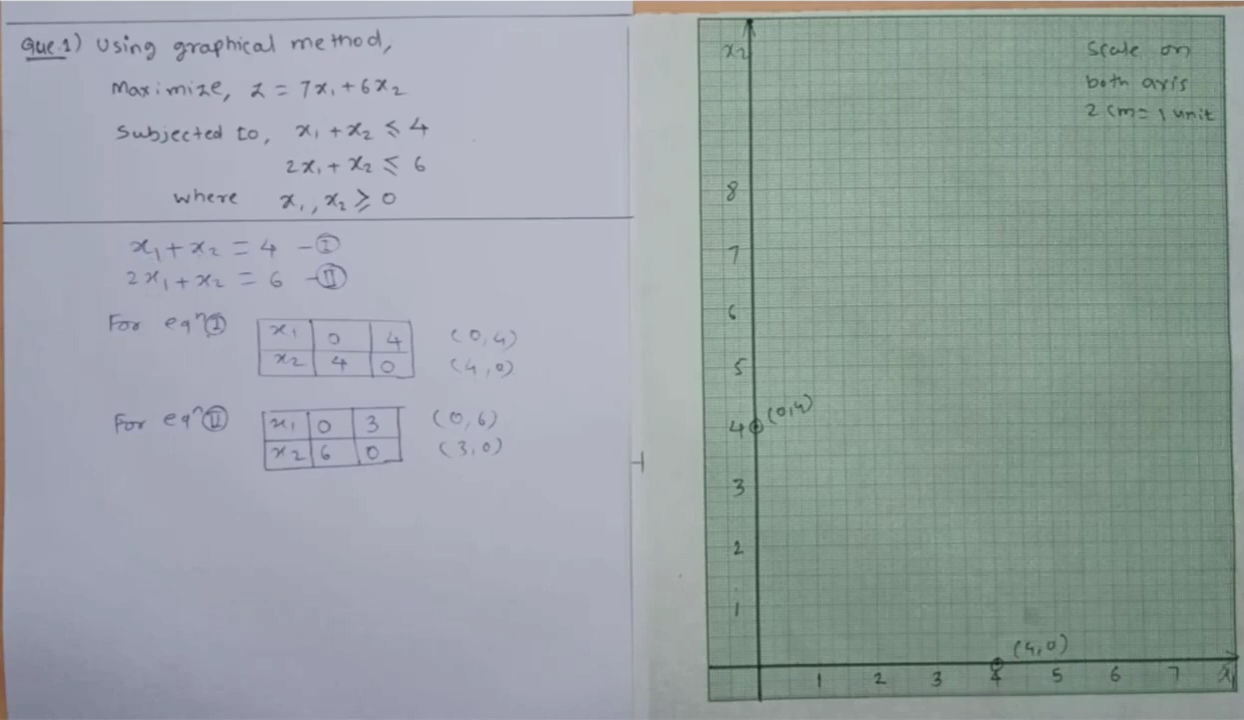 Que.1) Using graphical method,
Maximize, z = 7x₁ + 6x₂
Subjected to, x₁ + x₂ ≤ 4
2x₁ + x₂ ≤ 6
where x₁, x₂ ≥ 0
x₁ + x₂ = 4 - Ⓘ
2x₁ + x₂ = 6 - Ⅱ
For eqⁿ Ⓘ
x₁ 0 4 (0,4)
x₂ 4 0 (4,0)
For eqⁿ Ⅱ
x₁ 0 3 (0,6)
x₂ 6 0 (3,0)
x₂
Scale on
both axis
2 cm = 1 unit
8
7
6
5
4 (0,4)
3
2
1
(4,0)
1 2 3 4 5 6 7 x₁